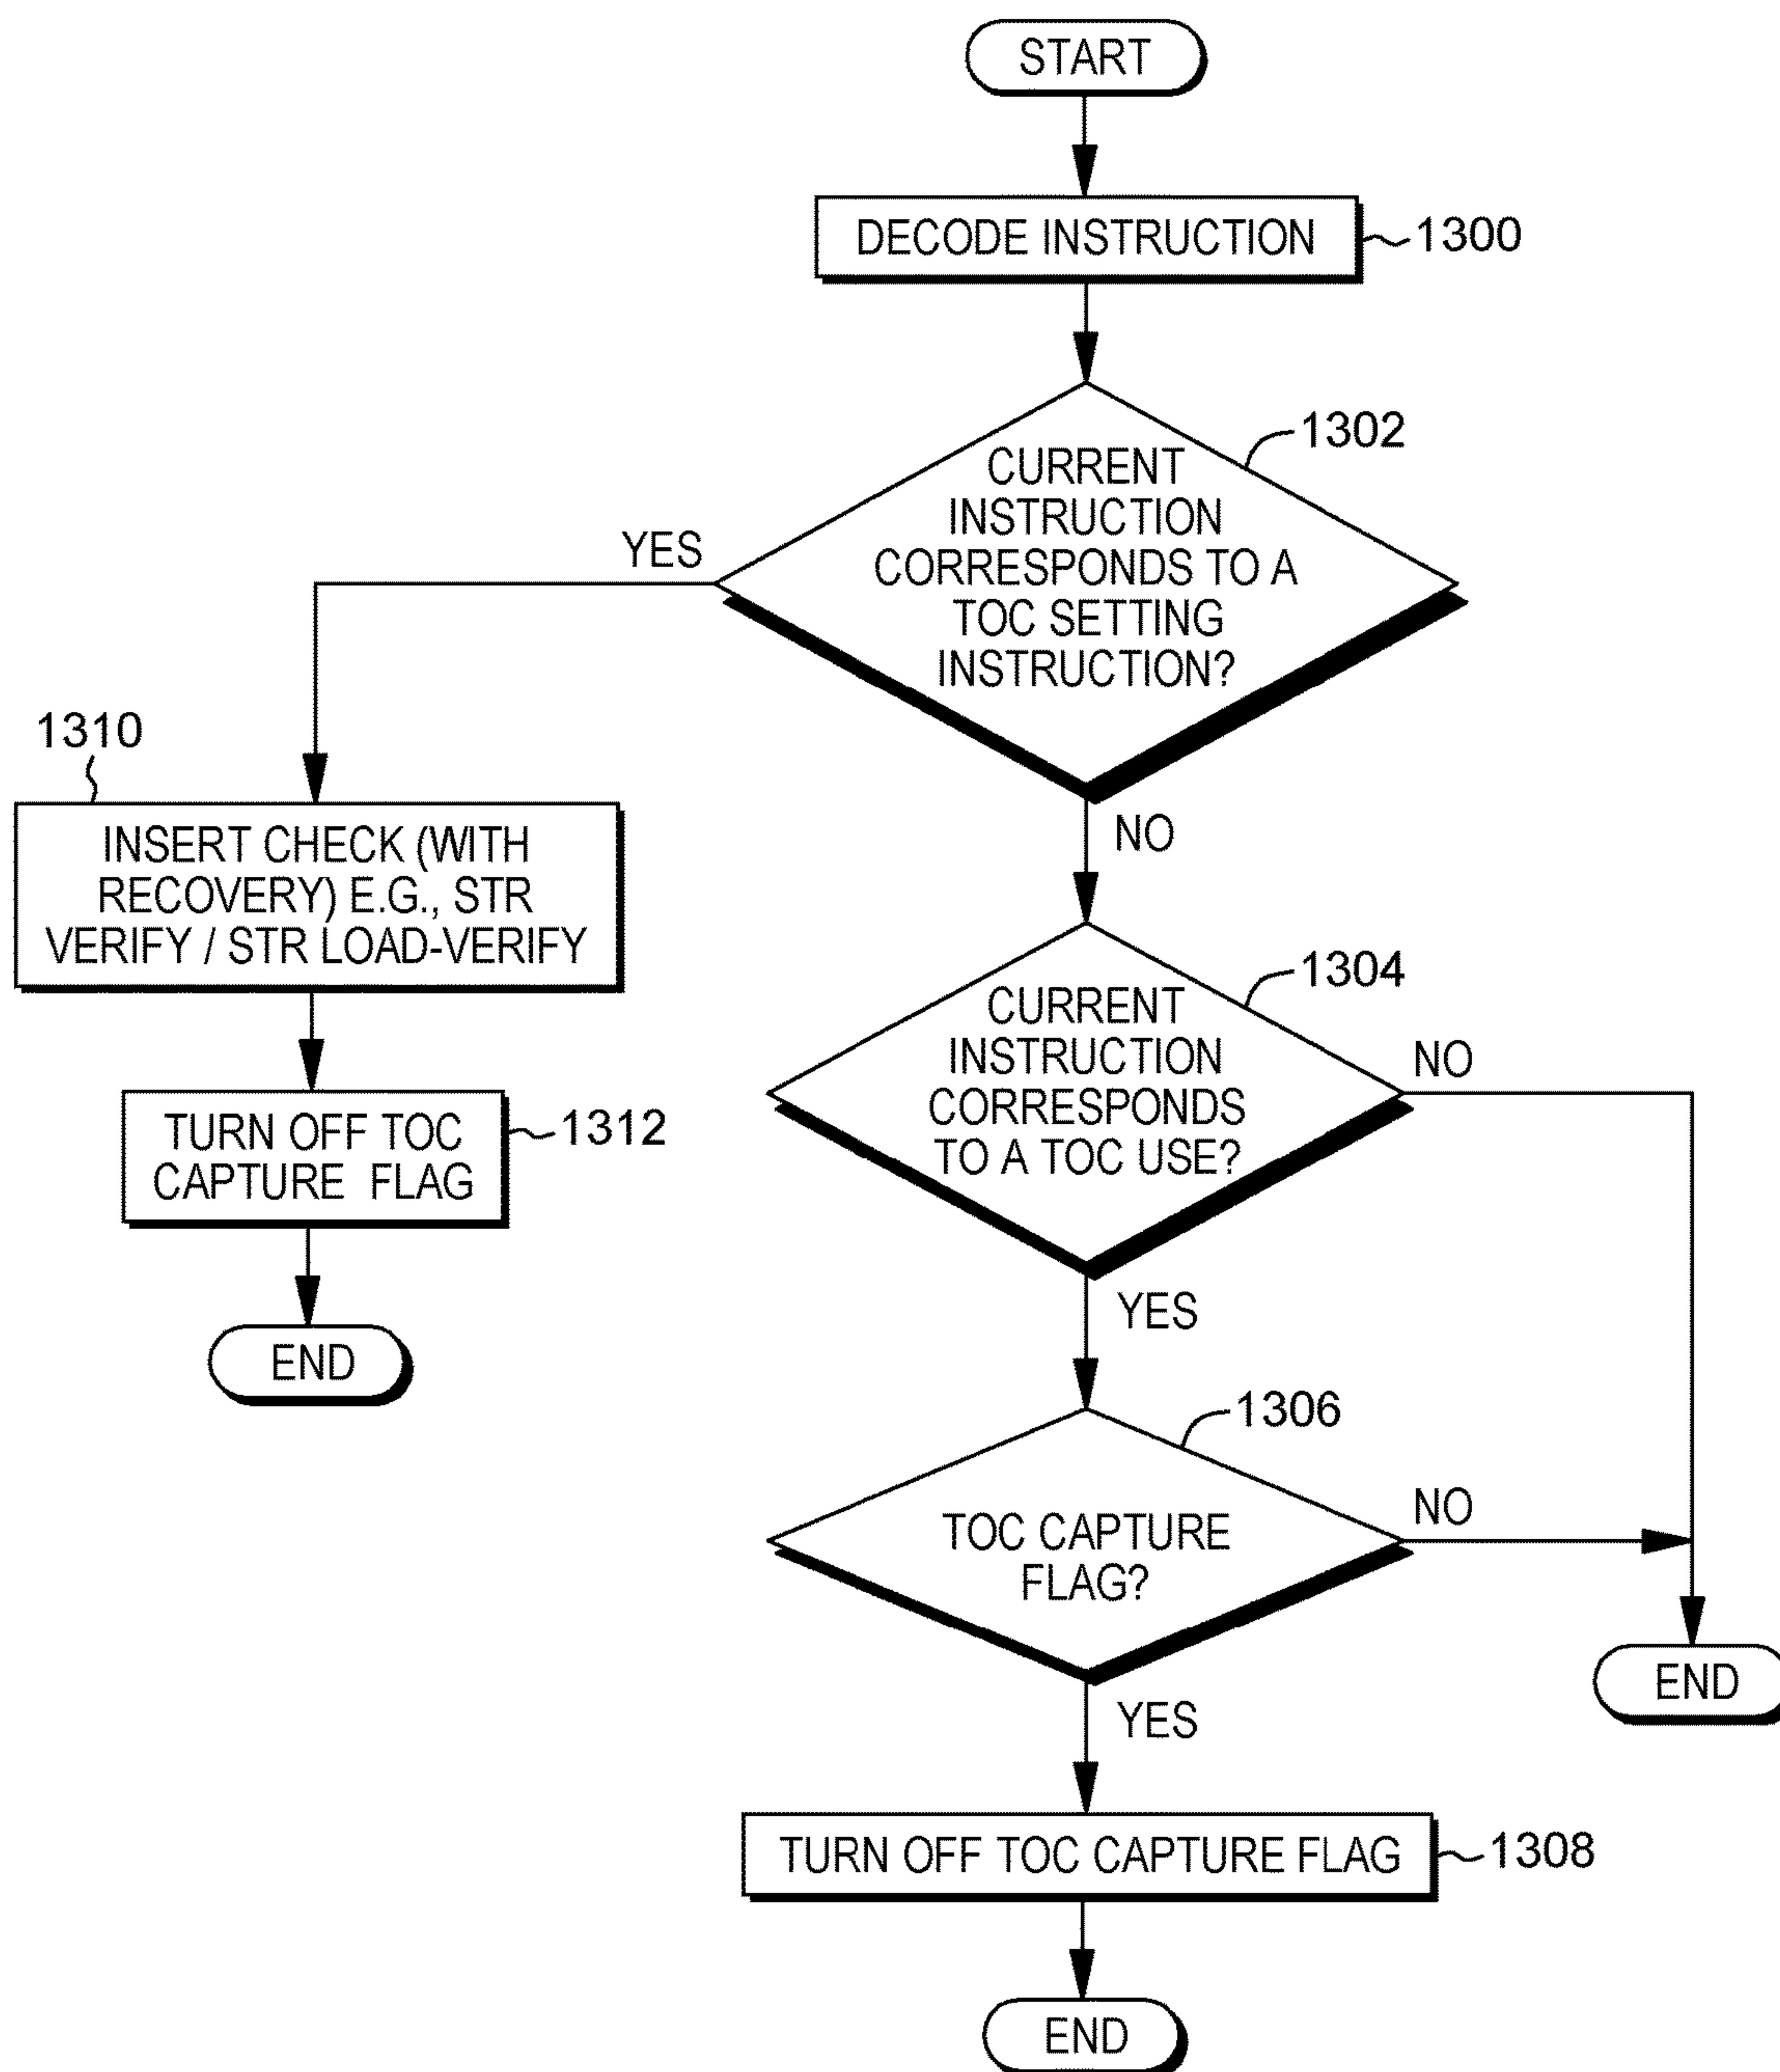 START
DECODE INSTRUCTION
1300
1302
CURRENT
INSTRUCTION
CORRESPONDS TO A
TOC SETTING
INSTRUCTION?
YES
NO
1310
INSERT CHECK (WITH
RECOVERY) E.G., STR
VERIFY / STR LOAD-VERIFY
TURN OFF TOC
CAPTURE FLAG
1312
END
1304
CURRENT
INSTRUCTION
CORRESPONDS
TO A TOC USE?
NO
YES
1306
TOC CAPTURE
FLAG?
NO
END
YES
TURN OFF TOC CAPTURE FLAG
1308
END